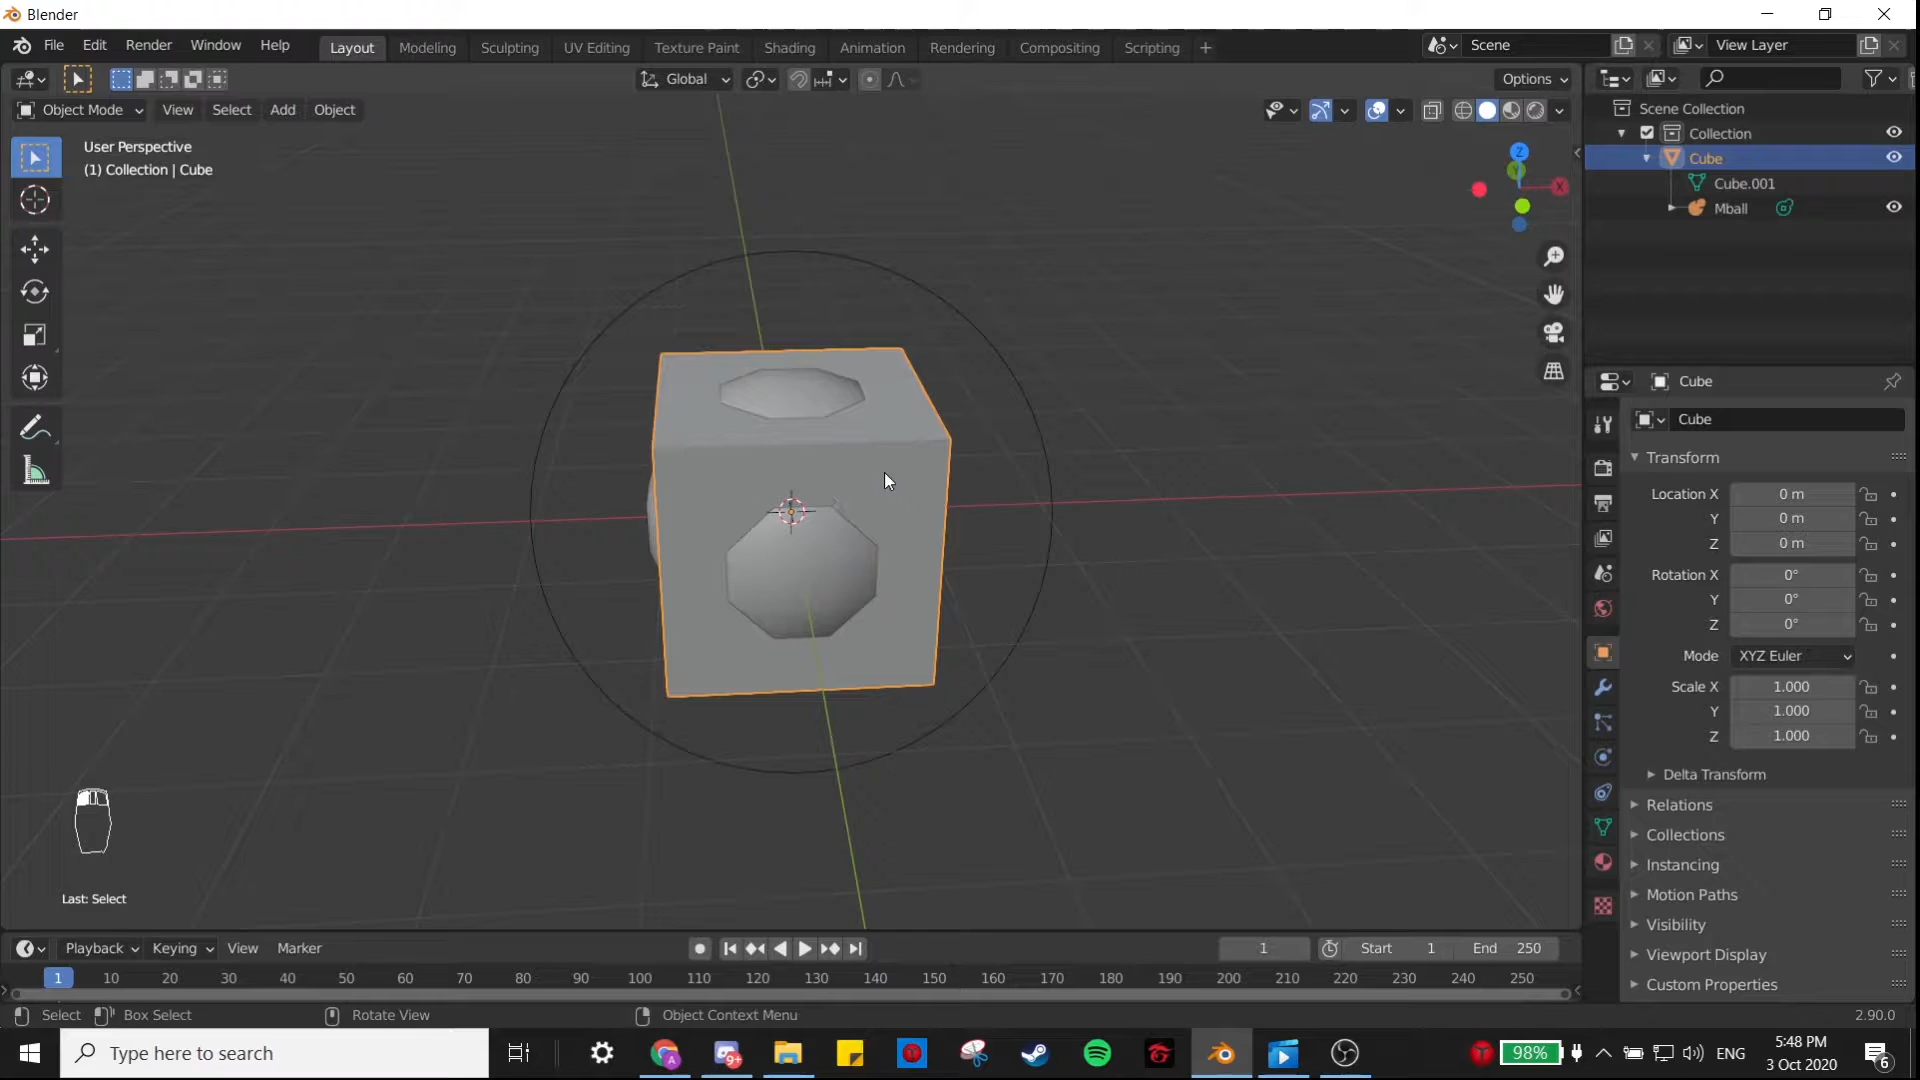 Blender
File Edit Render Window Help Layout Modeling Sculpting UV Editing Texture Paint Shading Animation Rendering Compositing Scripting + Scene View Layer
Global Options
Object Mode View Select Add Object
User Perspective
(1) Collection | Cube
Z
Y
X
Scene Collection
Collection
Cube
Cube.001
Mball
Cube
Cube
Transform
Location X 0 m
Y 0 m
Z 0 m
Rotation X 0°
Y 0°
Z 0°
Mode XYZ Euler
Scale X 1.000
Y 1.000
Z 1.000
Delta Transform
Relations
Collections
Instancing
Motion Paths
Visibility
Viewport Display
Custom Properties
Last: Select
Playback Keying View Marker 1 Start 1 End 250
1 10 20 30 40 50 60 70 80 90 100 110 120 130 140 150 160 170 180 190 200 210 220 230 240 250
Select Box Select Rotate View Object Context Menu 2.90.0
Type here to search 9+ 98% ENG 5:48 PM
3 Oct 2020 6